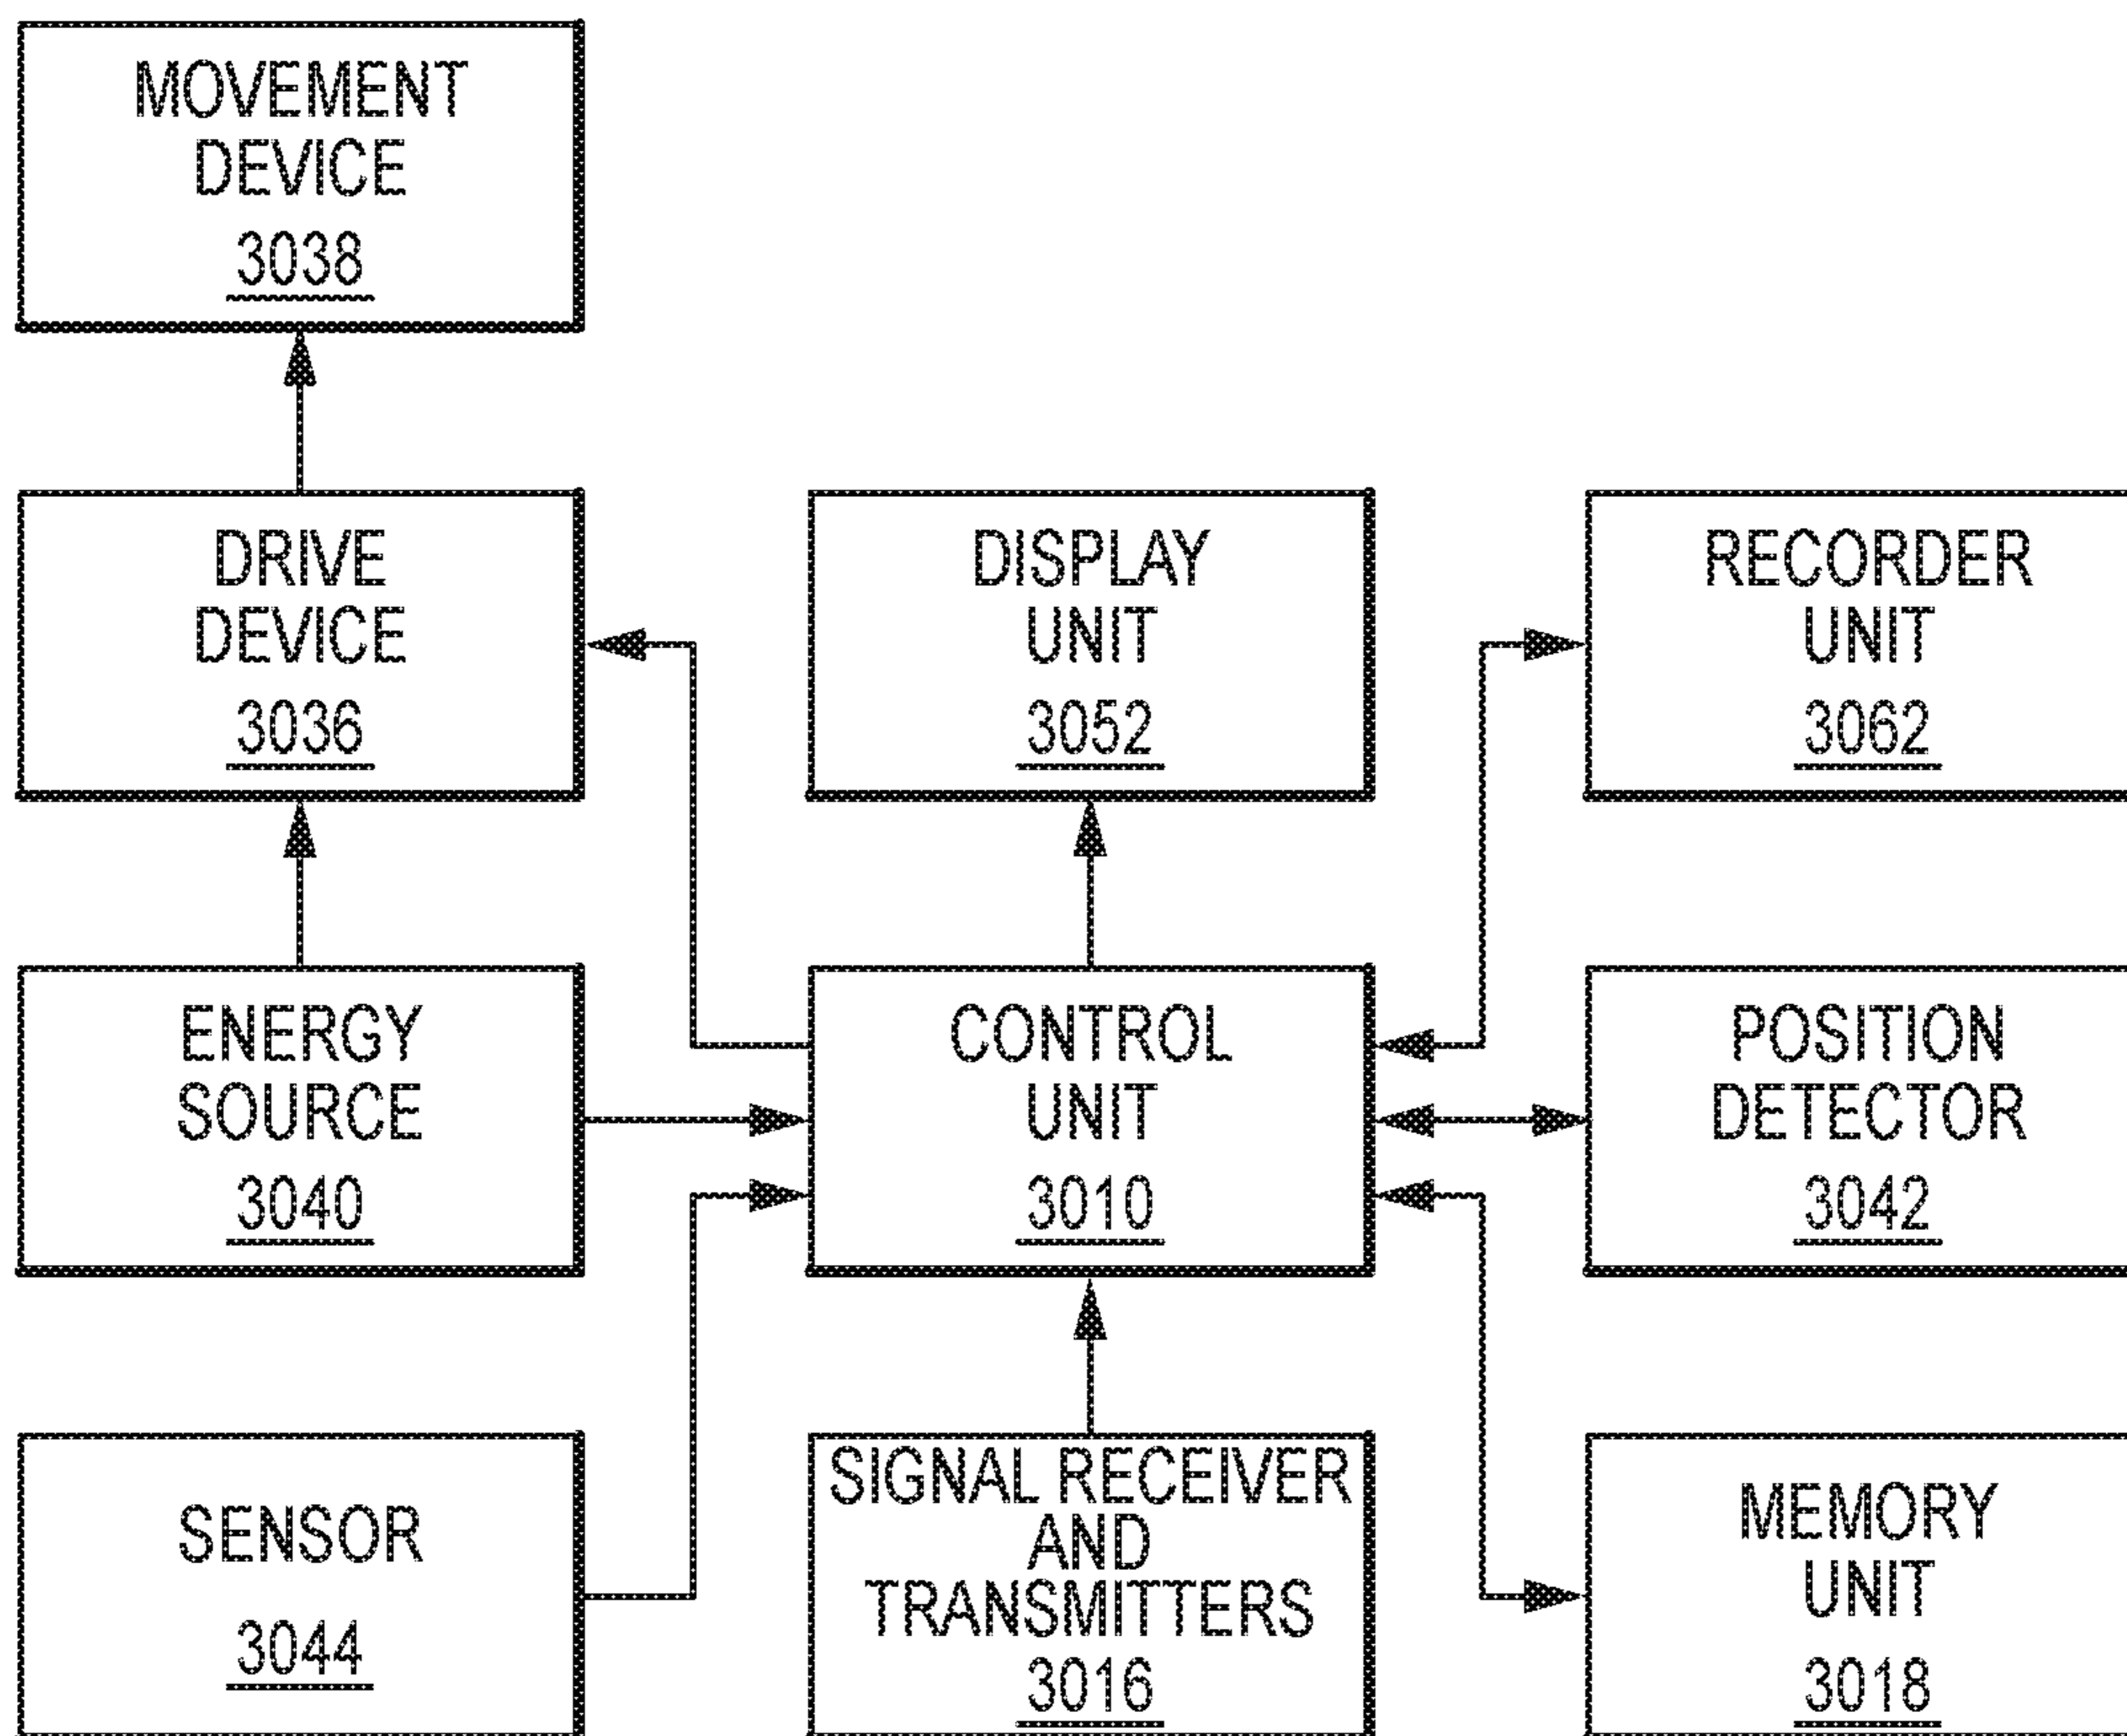 MOVEMENT
DEVICE
3038
DRIVE
DEVICE
3036
DISPLAY
UNIT
3052
RECORDER
UNIT
3062
ENERGY
SOURCE
3040
CONTROL
UNIT
3010
POSITION
DETECTOR
3042
SENSOR
3044
SIGNAL RECEIVER
AND
TRANSMITTERS
3016
MEMORY
UNIT
3018